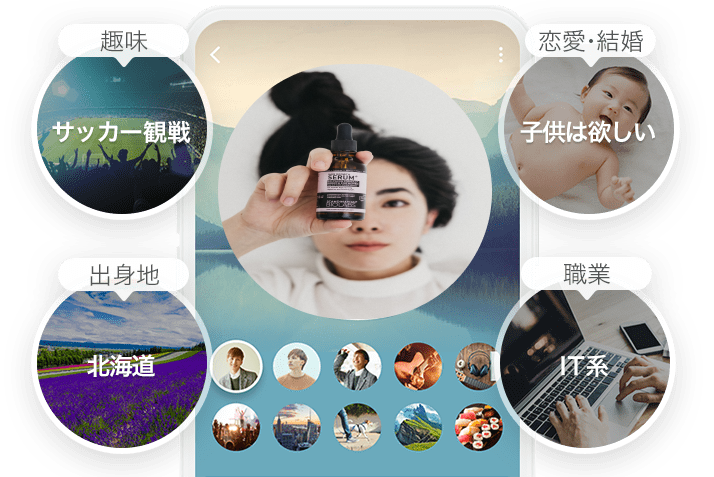 趣味
サッカー観戦
恋愛・結婚
子供は欲しい
SERUM
出身地
北海道
職業
IT系